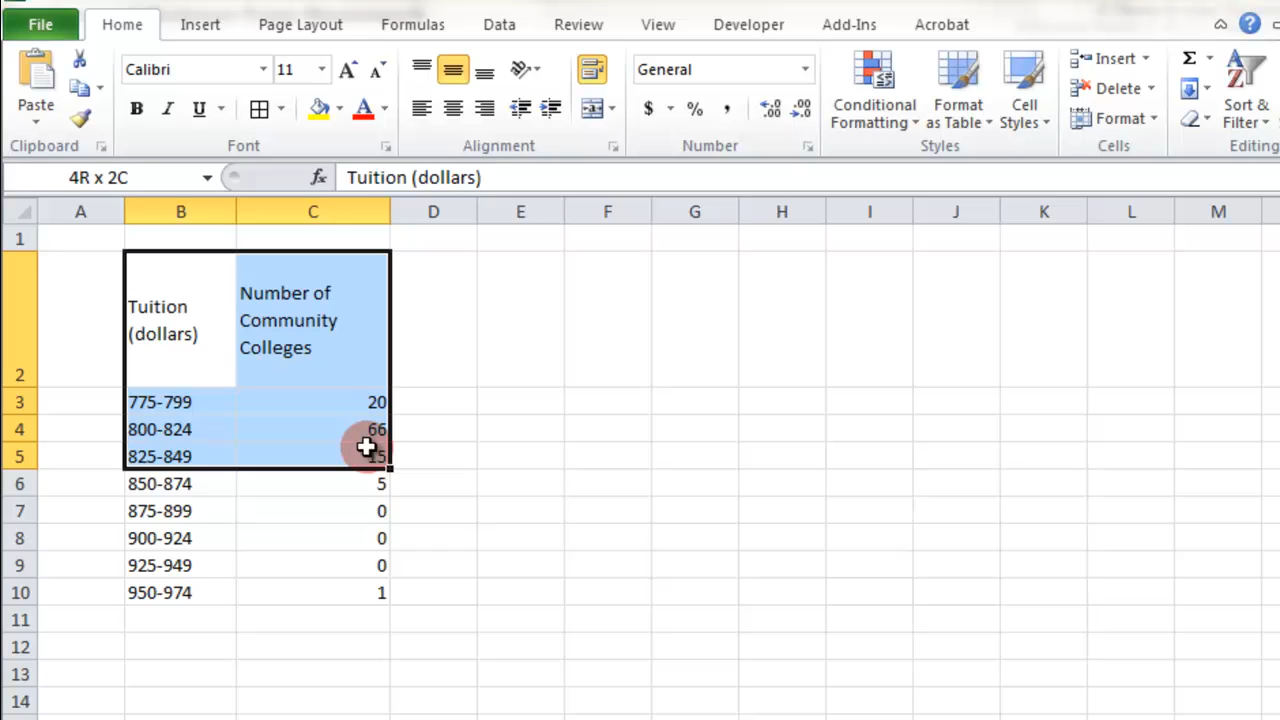 File Home Insert Page Layout Formulas Data Review View Developer Add-Ins Acrobat
Paste
Clipboard
Calibri 11
B I U
Font
Alignment
General
$ % ,
Number
Conditional Formatting
Format as Table
Cell Styles
Styles
Insert
Delete
Format
Cells
Σ
Sort & Filter
Editing
4R x 2C fx Tuition (dollars)
A B C D E F G H I J K L M
1
2 Tuition (dollars) Number of Community Colleges
3 775-799 20
4 800-824 66
5 825-849 15
6 850-874 5
7 875-899 0
8 900-924 0
9 925-949 0
10 950-974 1
11
12
13
14